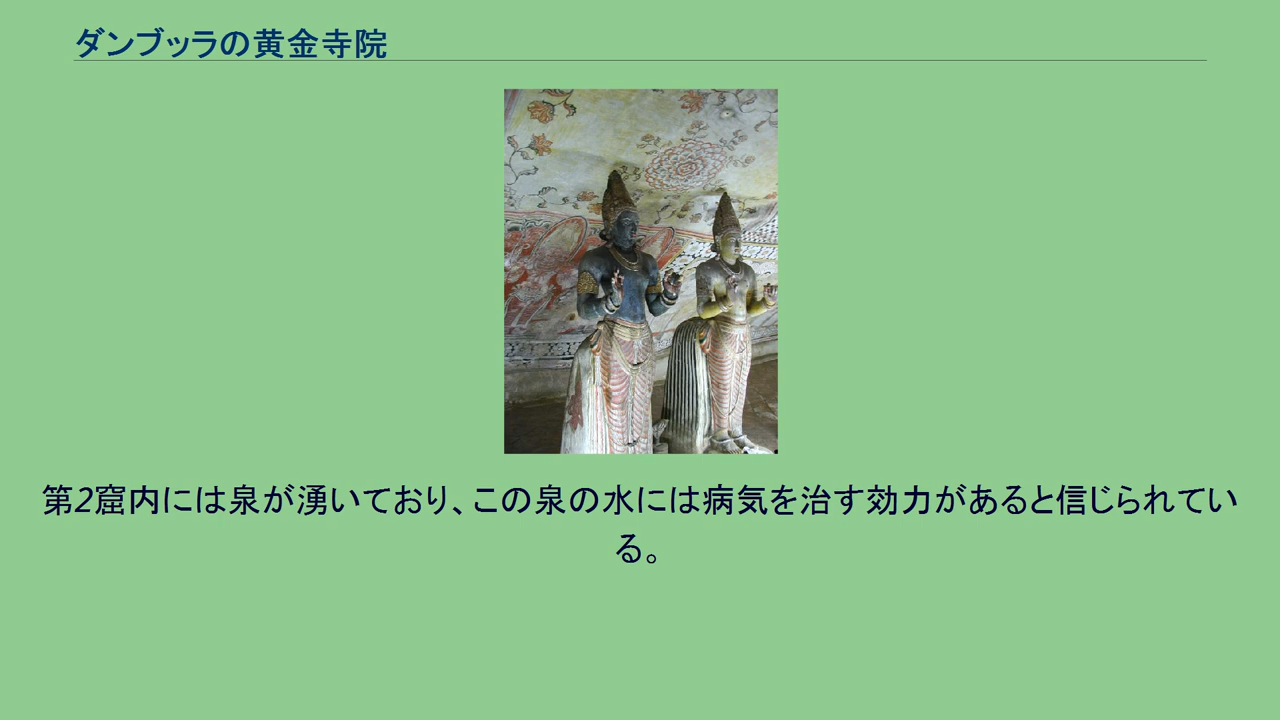 ダンブッラの黄金寺院
第2窟内には泉が湧いており、この泉の水には病気を治す効力があると信じられてい
る。